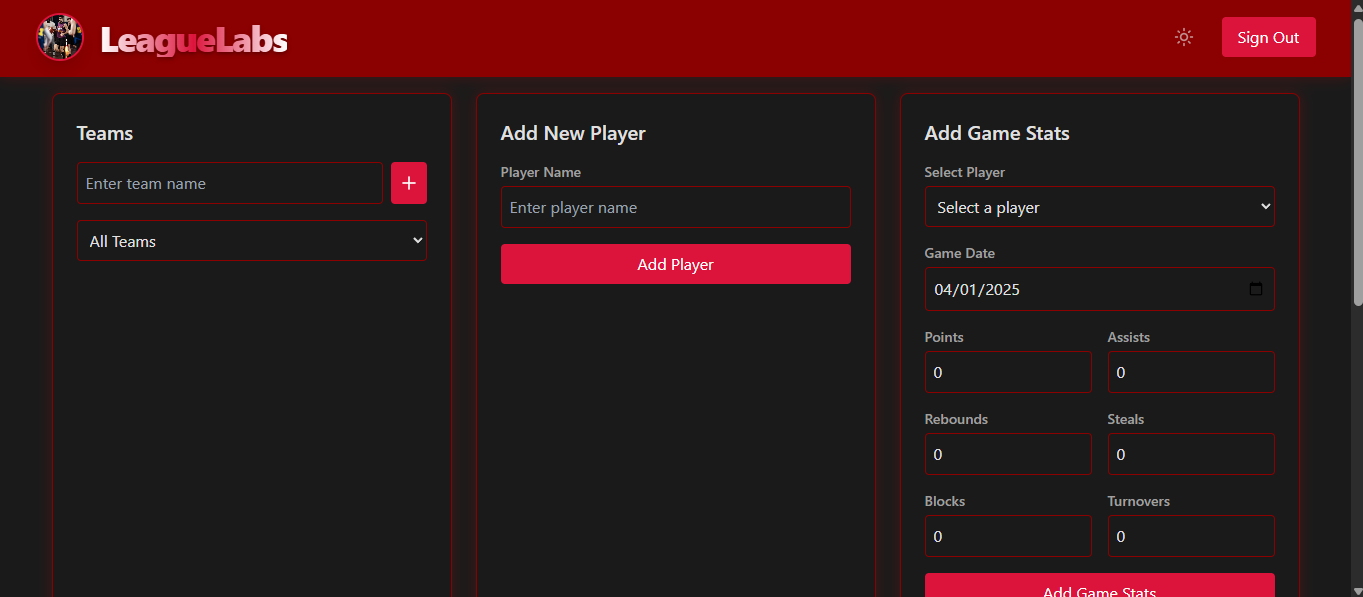 LeagueLabs
Sign Out
Teams
Enter team name
+
All Teams
Add New Player
Player Name
Enter player name
Add Player
Add Game Stats
Select Player
Select a player
Game Date
04/01/2025
Points Assists
0 0
Rebounds Steals
0 0
Blocks Turnovers
0 0
Add Game Stats